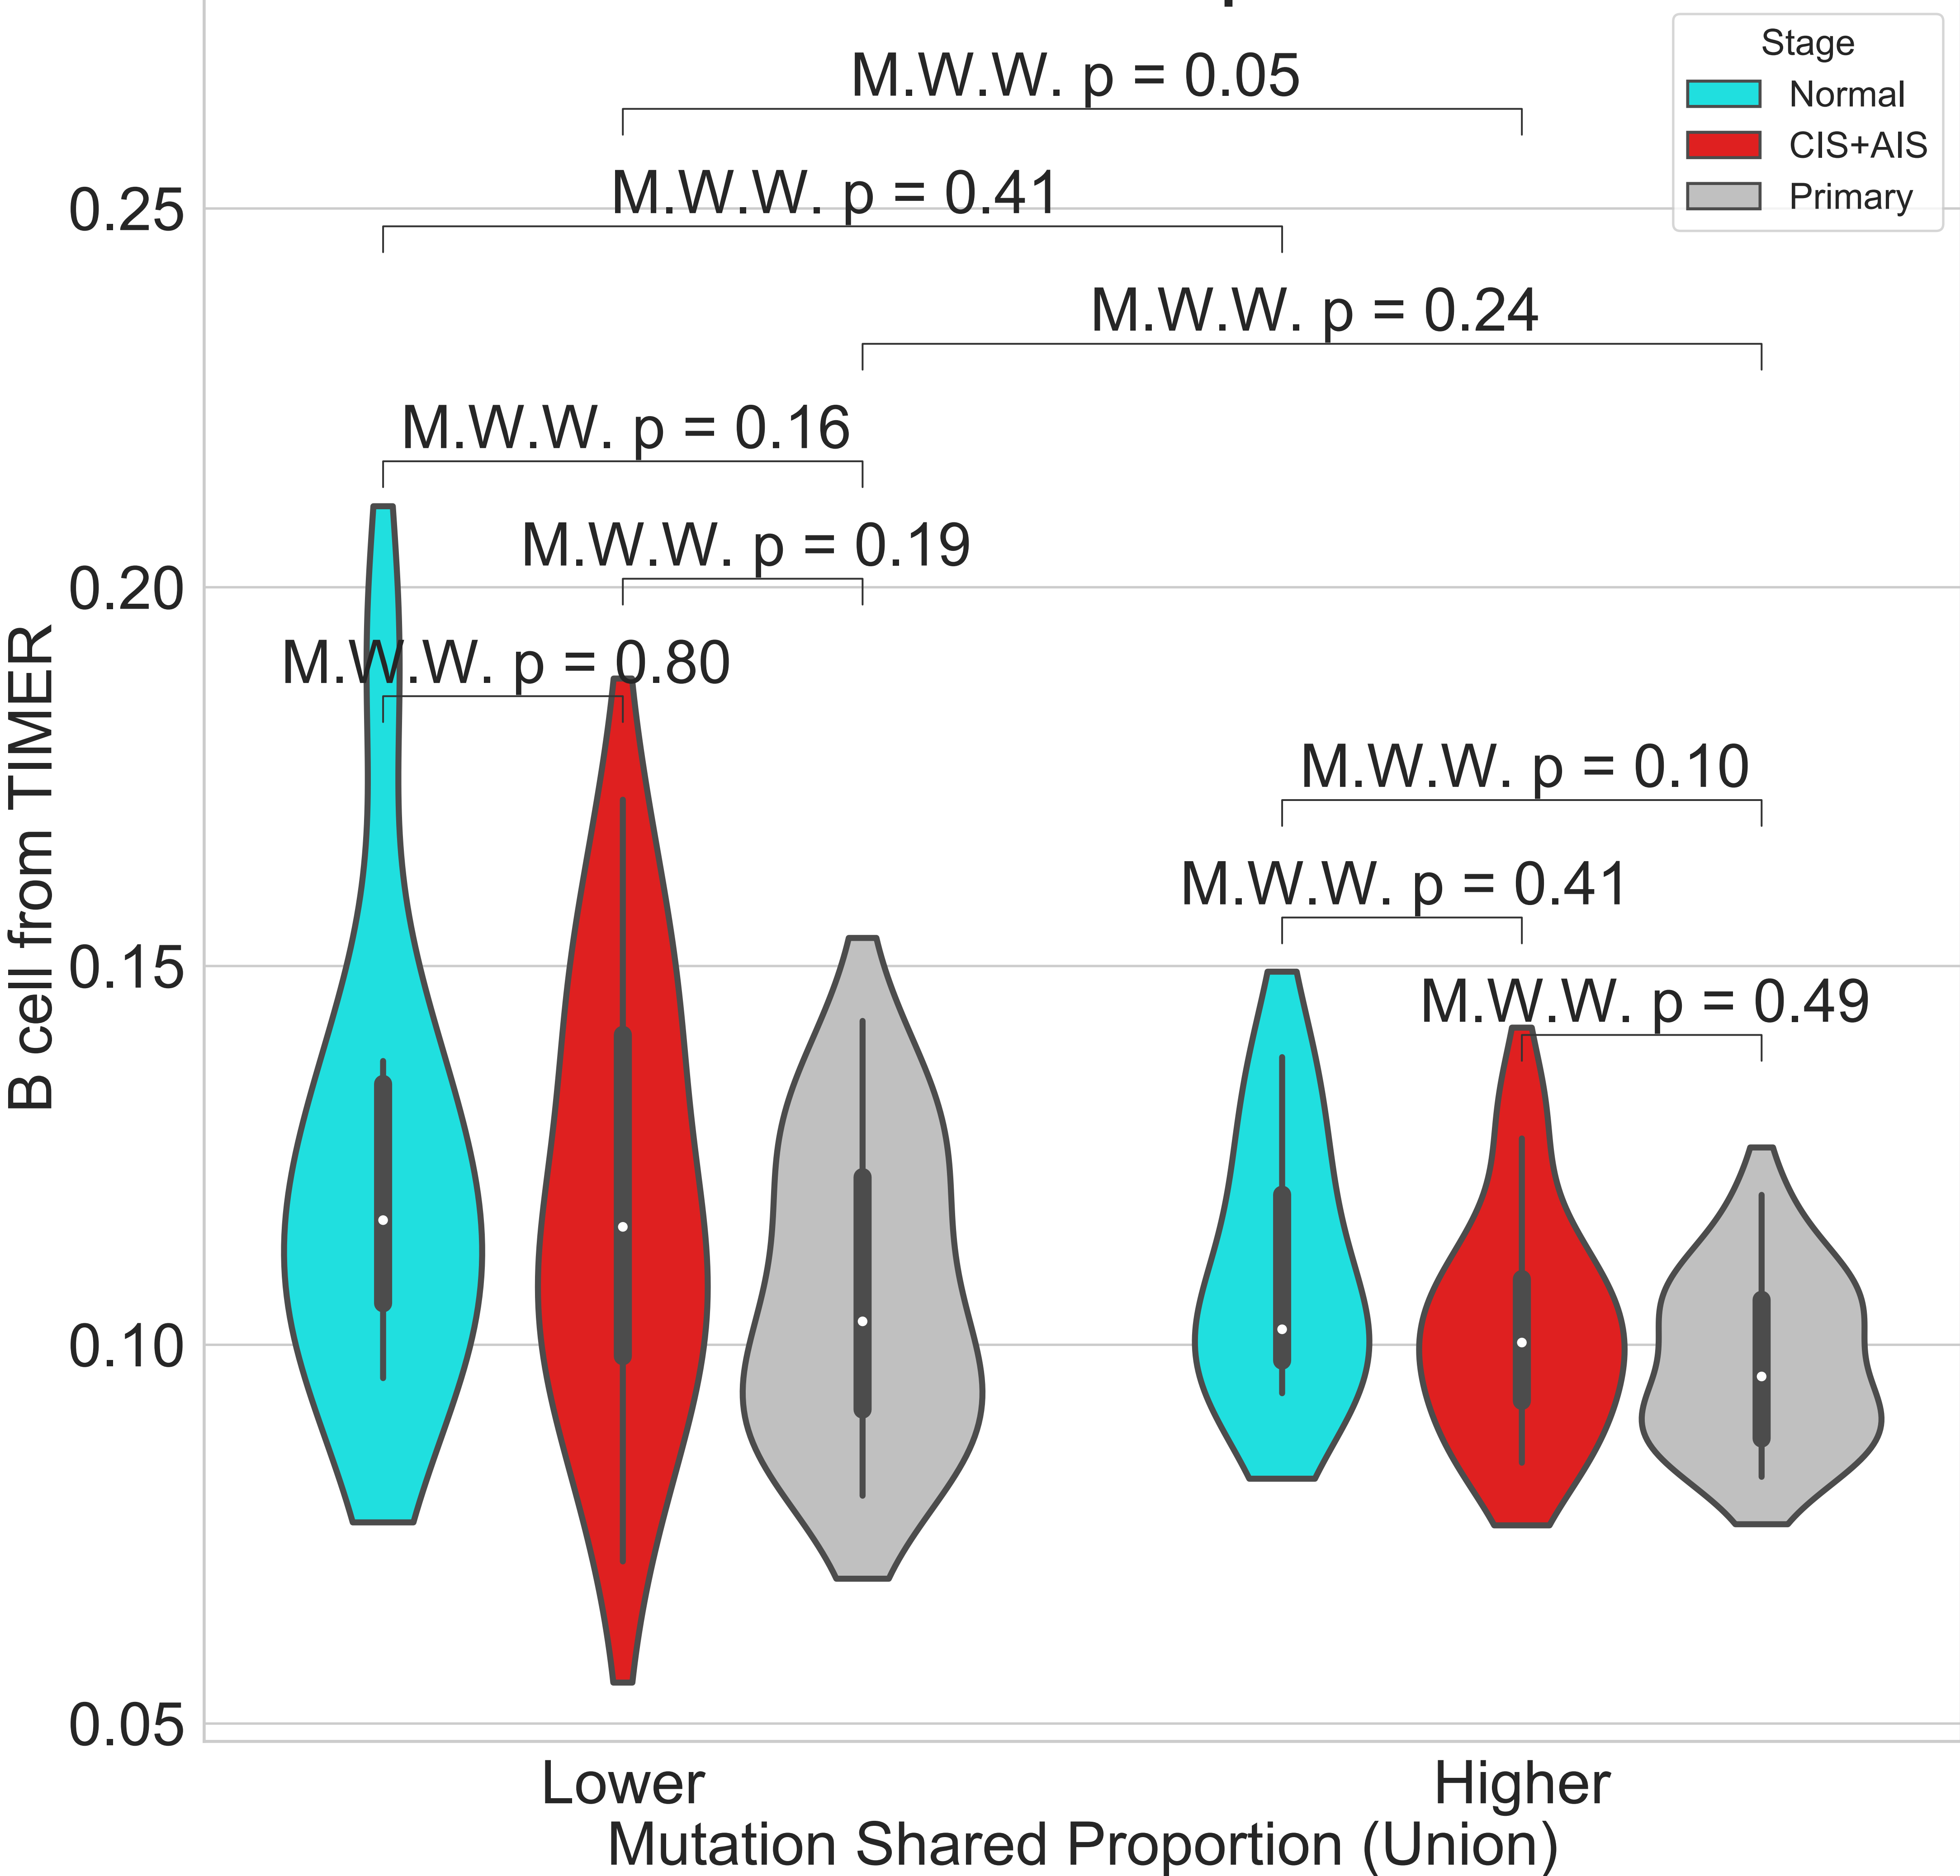 Stage
Normal
CIS+AIS
Primary
M.W.W. p = 0.05
M.W.W. p = 0.41
M.W.W. p = 0.24
M.W.W. p = 0.16
M.W.W. p = 0.19
M.W.W. p = 0.80
M.W.W. p = 0.10
M.W.W. p = 0.41
M.W.W. p = 0.49
B cell from TIMER
0.25
0.20
0.15
0.10
0.05
Lower
Higher
Mutation Shared Proportion (Union)